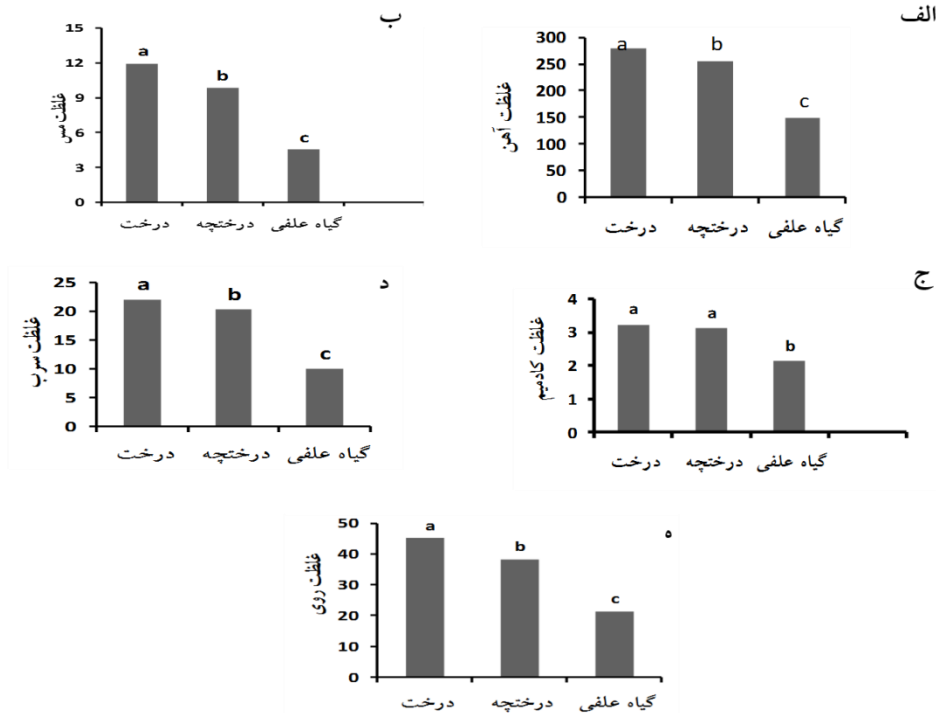 الف
غلظت آهن
300
250
200
150
100
50
0
a
b
c
درخت
درختچه
گیاه علفی
ب
غلظت مس
15
12
9
6
3
0
a
b
c
درخت
درختچه
گیاه علفی
ج
غلظت کادمیم
4
3
2
1
0
a
a
b
درخت
درختچه
گیاه علفی
د
غلظت سرب
25
20
15
10
5
0
a
b
c
درخت
درختچه
گیاه علفی
ه
غلظت روی
50
40
30
20
10
0
a
b
c
درخت
درختچه
گیاه علفی